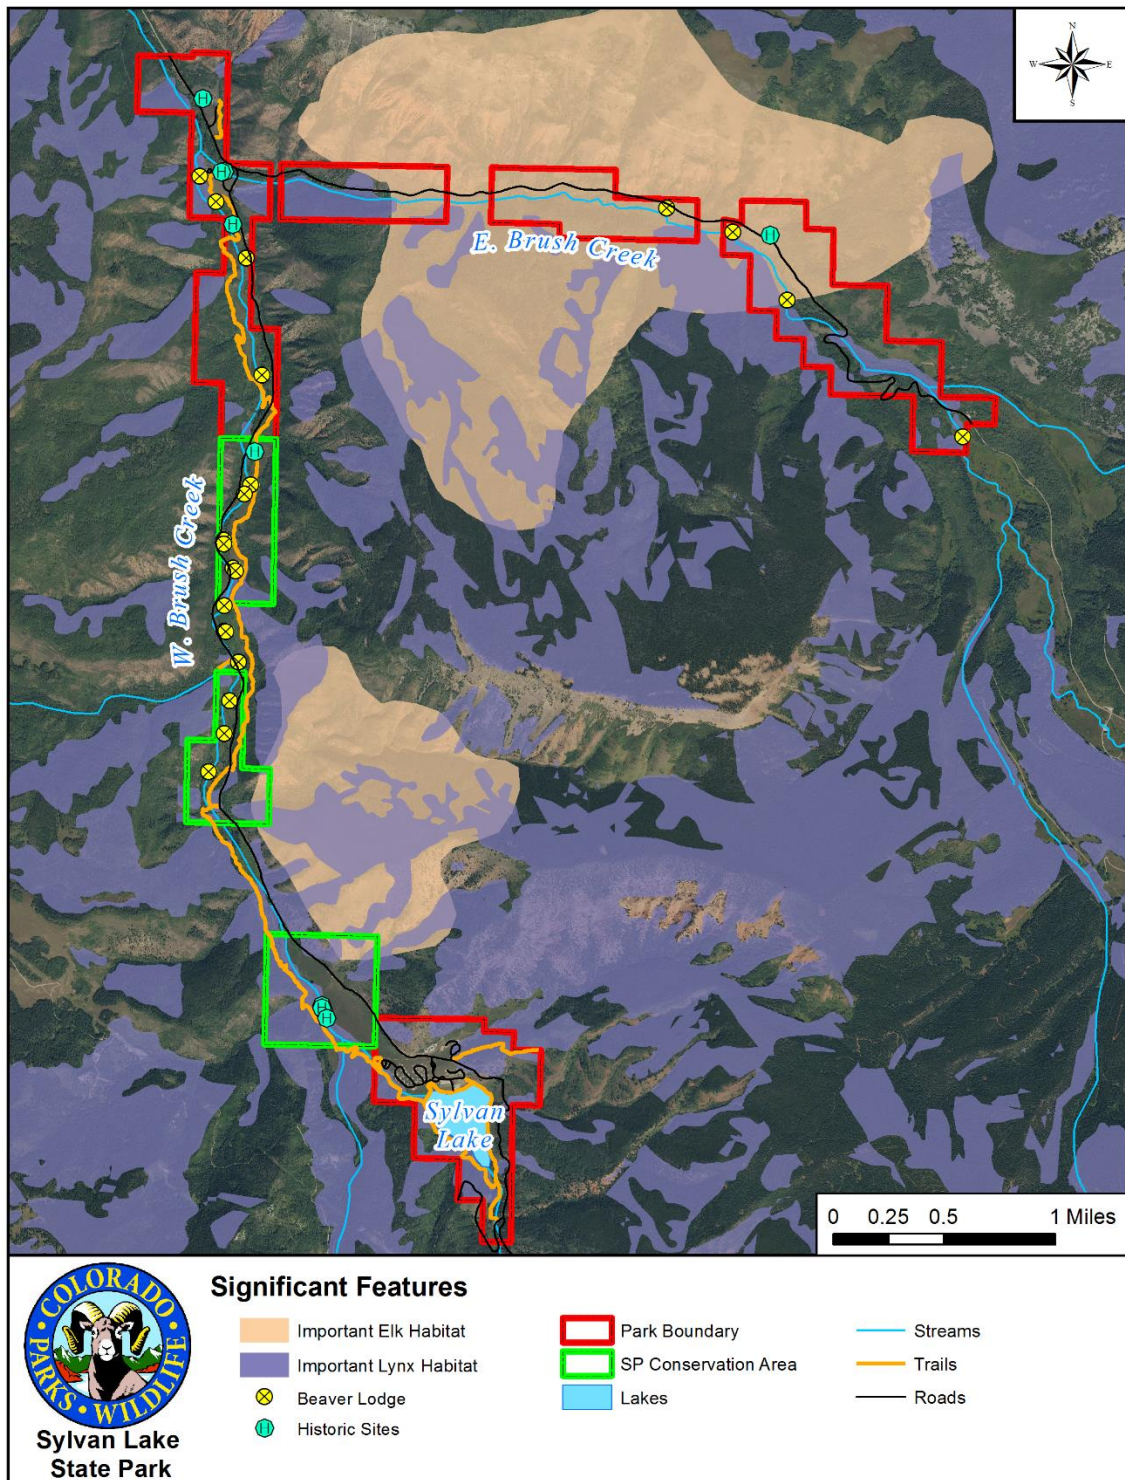 N
W E
S
E. Brush Creek
W. Brush Creek
Sylvan
Lake
0 0.25 0.5 1 Miles
COLORADO
PARKS • WILDLIFE
Sylvan Lake
State Park
Significant Features
Important Elk Habitat
Important Lynx Habitat
Beaver Lodge
H Historic Sites
Park Boundary
SP Conservation Area
Lakes
Streams
Trails
Roads